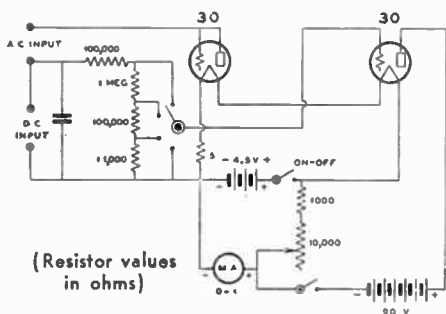 30
30
A C INPUT
100,000
1 MEG
100,000
D C
INPUT
11,000
5
- 4.5V +
ON-OFF
1000
10,000
(Resistor values
in ohms)
- M A +
0-1
- +
90 V